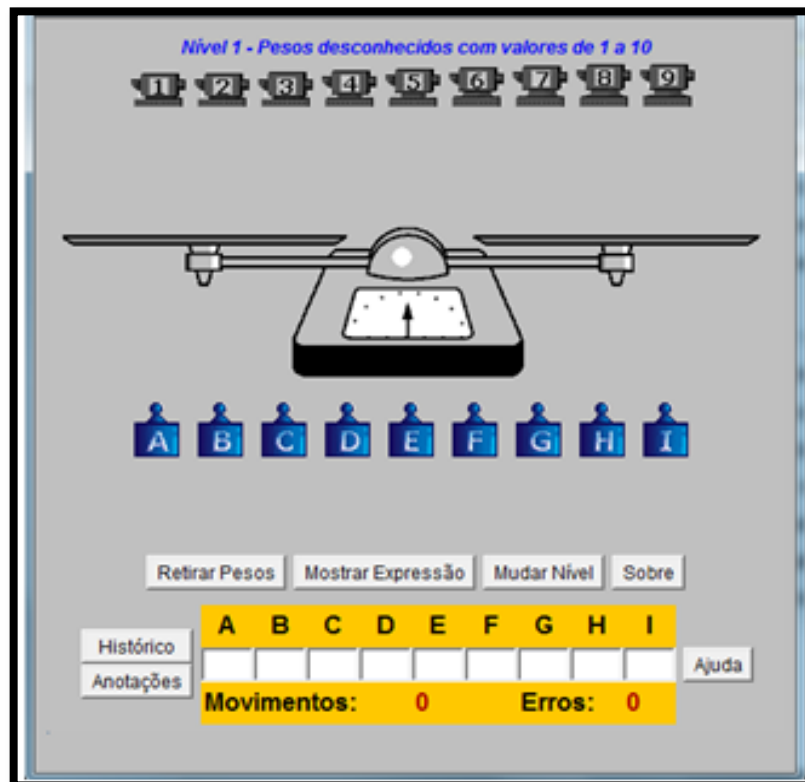 Nível 1 - Pesos desconhecidos com valores de 1 a 10
1 2 3 4 5 6 7 8 9
A B C D E F G H I
Retirar Pesos Mostrar Expressão Mudar Nível Sobre
A B C D E F G H I
Histórico
Ajuda
Anotações
Movimentos: 0 Erros: 0